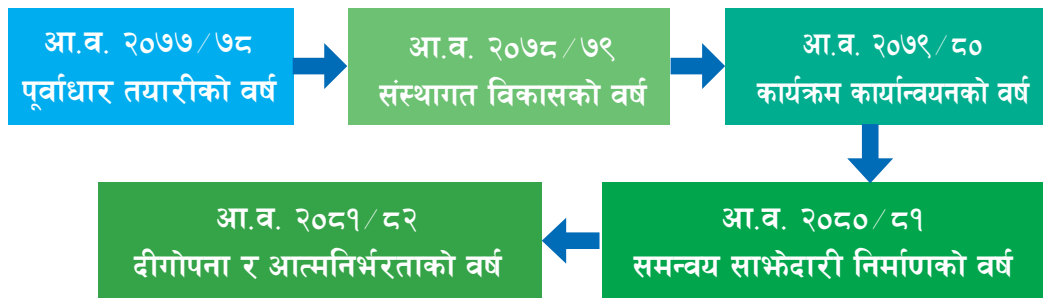 आ.व. २०७७/७८
पूर्वाधार तयारीको वर्ष
आ.व. २०७८/७९
संस्थागत विकासको वर्ष
आ.व. २०७९/८०
कार्यक्रम कार्यान्वयनको वर्ष
आ.व. २०८०/८१
समन्वय साझेदारी निर्माणको वर्ष
आ.व. २०८१/८२
दीगोपना र आत्मनिर्भरताको वर्ष